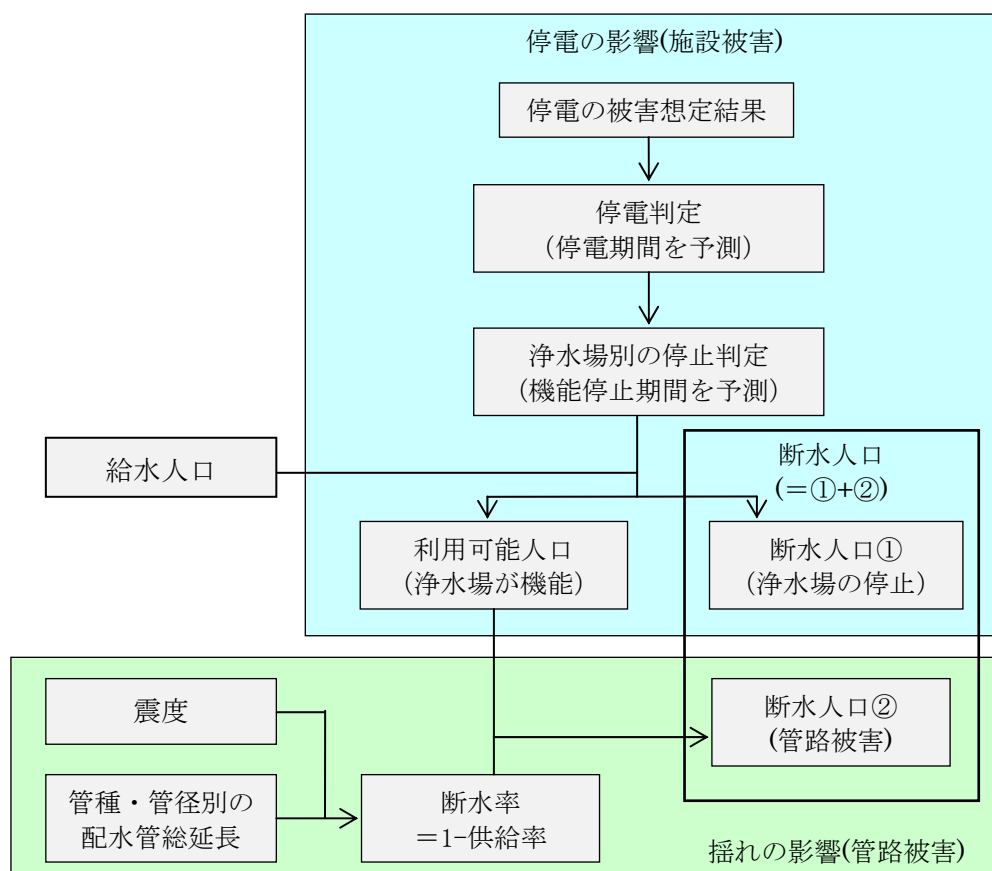 停電の影響(施設被害)
停電の被害想定結果
停電判定
(停電期間を予測)
浄水場別の停止判定
(機能停止期間を予測)
給水人口
断水人口
(＝①+②)
利用可能人口
(浄水場が機能)
断水人口①
(浄水場の停止)
震度
断水人口②
(管路被害)
管種・管径別の
配水管総延長
断水率
＝1-供給率
揺れの影響(管路被害)